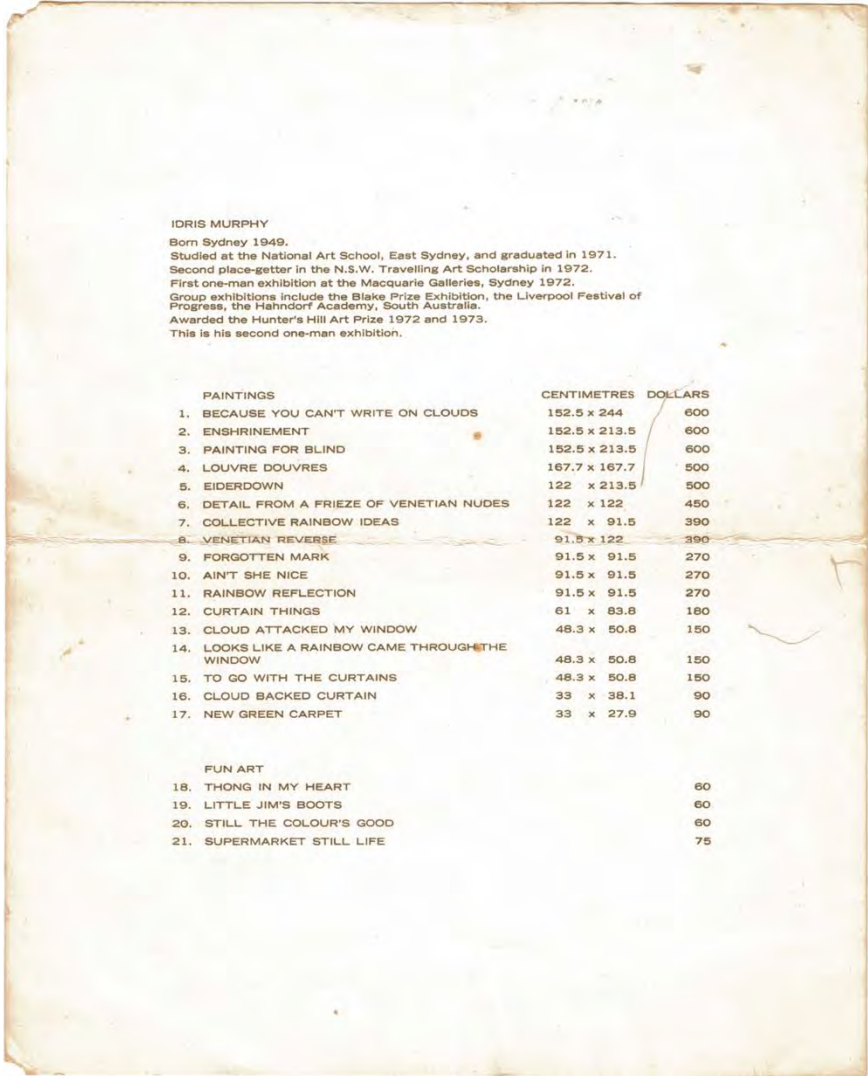 IDRIS MURPHY
Born Sydney 1949.
Studied at the National Art School, East Sydney, and graduated in 1971.
Second place-getter in the N.S.W. Travelling Art Scholarship in 1972.
First one-man exhibition at the Macquarie Galleries, Sydney 1972.
Group exhibitions include the Blake Prize Exhibition, the Liverpool Festival of
Progress, the Hahndorf Academy, South Australia.
Awarded the Hunter's Hill Art Prize 1972 and 1973.
This is his second one-man exhibition.
PAINTINGS CENTIMETRES DOLLARS
1. BECAUSE YOU CAN'T WRITE ON CLOUDS 152.5 x 244 600
2. ENSHRINEMENT 152.5 x 213.5 600
3. PAINTING FOR BLIND 152.5 x 213.5 600
4. LOUVRE DOUVRES 167.7 x 167.7 500
5. EIDERDOWN 122 x 213.5 500
6. DETAIL FROM A FRIEZE OF VENETIAN NUDES 122 x 122 450
7. COLLECTIVE RAINBOW IDEAS 122 x 91.5 390
8. VENETIAN REVERSE 91.5 x 122 390
9. FORGOTTEN MARK 91.5 x 91.5 270
10. AIN'T SHE NICE 91.5 x 91.5 270
11. RAINBOW REFLECTION 91.5 x 91.5 270
12. CURTAIN THINGS 61 x 83.8 180
13. CLOUD ATTACKED MY WINDOW 48.3 x 50.8 150
14. LOOKS LIKE A RAINBOW CAME THROUGH THE
WINDOW 48.3 x 50.8 150
15. TO GO WITH THE CURTAINS 48.3 x 50.8 150
16. CLOUD BACKED CURTAIN 33 x 38.1 90
17. NEW GREEN CARPET 33 x 27.9 90
FUN ART
18. THONG IN MY HEART 60
19. LITTLE JIM'S BOOTS 60
20. STILL THE COLOUR'S GOOD 60
21. SUPERMARKET STILL LIFE 75